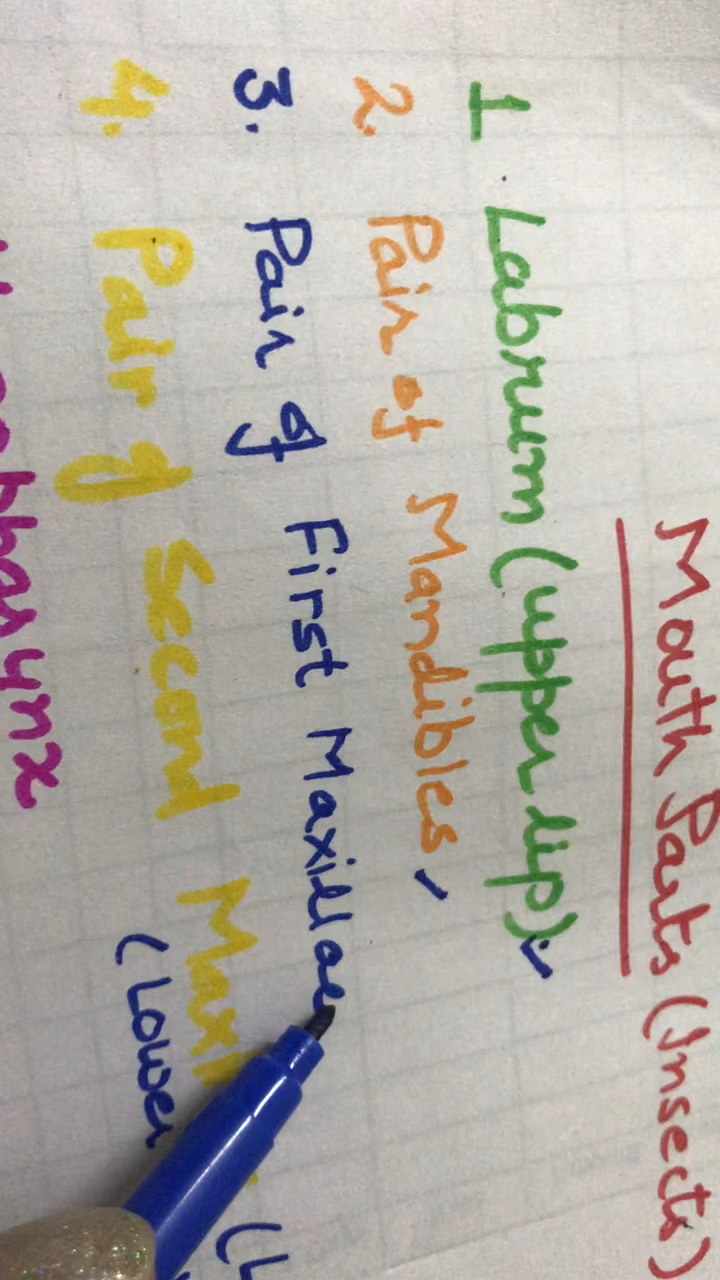 Mouth Parts (Insects)
1. Labrum (upper lip)
2. Pair of Mandibles
3. Pair of First Maxillae
4. Pair of Second
(Lower